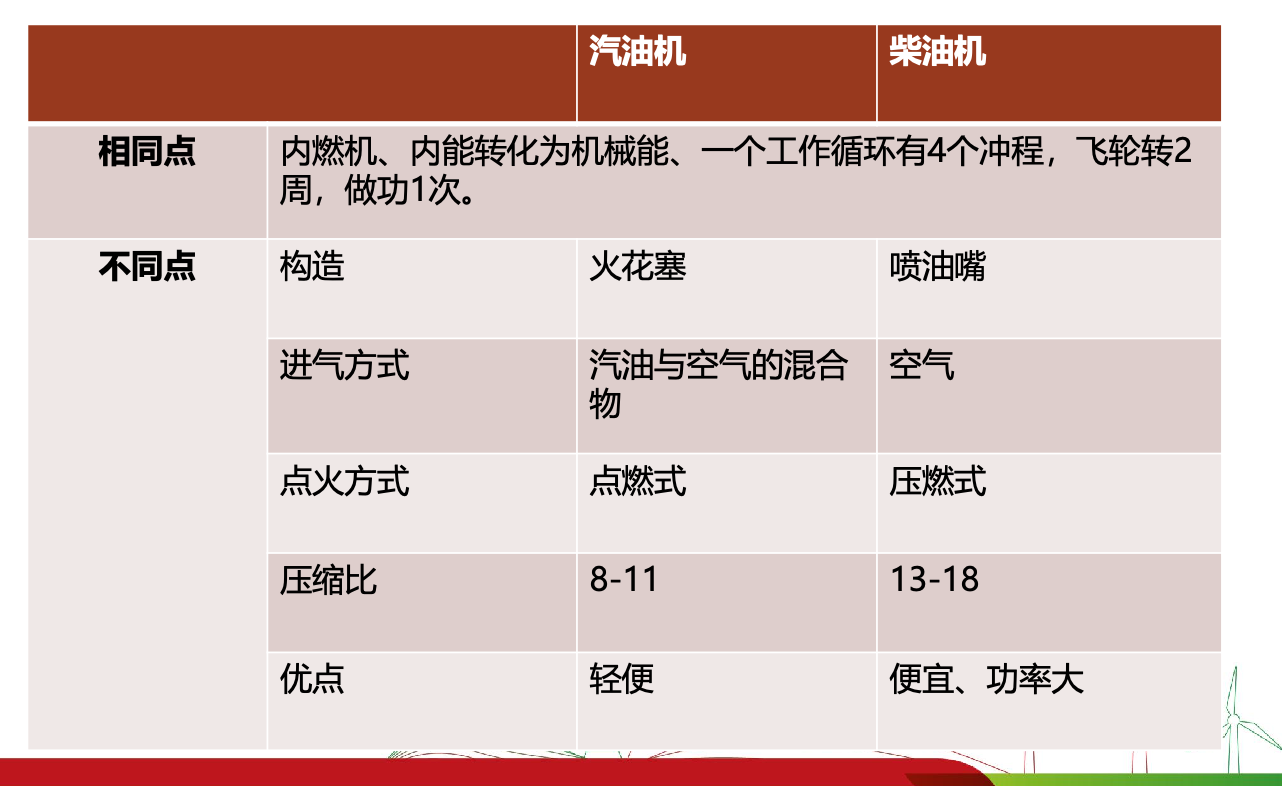 汽油机
柴油机
相同点
内燃机、内能转化为机械能、一个工作循环有4个冲程，飞轮转2
周，做功1次。
不同点
构造
火花塞
喷油嘴
进气方式
汽油与空气的混合
物
空气
点火方式
点燃式
压燃式
压缩比
8-11
13-18
优点
轻便
便宜、功率大